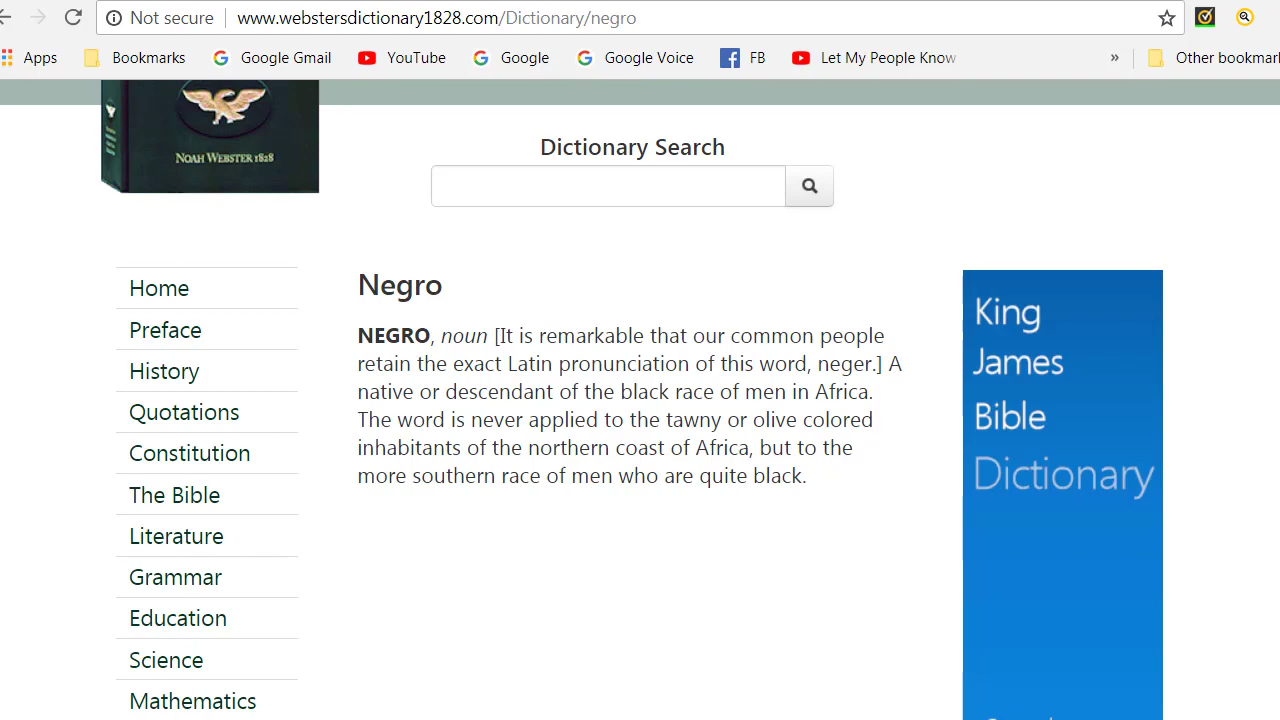 Not secure www.webstersdictionary1828.com/Dictionary/negro
Apps Bookmarks Google Gmail YouTube Google Google Voice FB Let My People Know » Other bookmar
NOAH WEBSTER 1828
Dictionary Search
Home
Preface
History
Quotations
Constitution
The Bible
Literature
Grammar
Education
Science
Mathematics
Negro
NEGRO, noun [It is remarkable that our common people
retain the exact Latin pronunciation of this word, neger.] A
native or descendant of the black race of men in Africa.
The word is never applied to the tawny or olive colored
inhabitants of the northern coast of Africa, but to the
more southern race of men who are quite black.
King
James
Bible
Dictionary